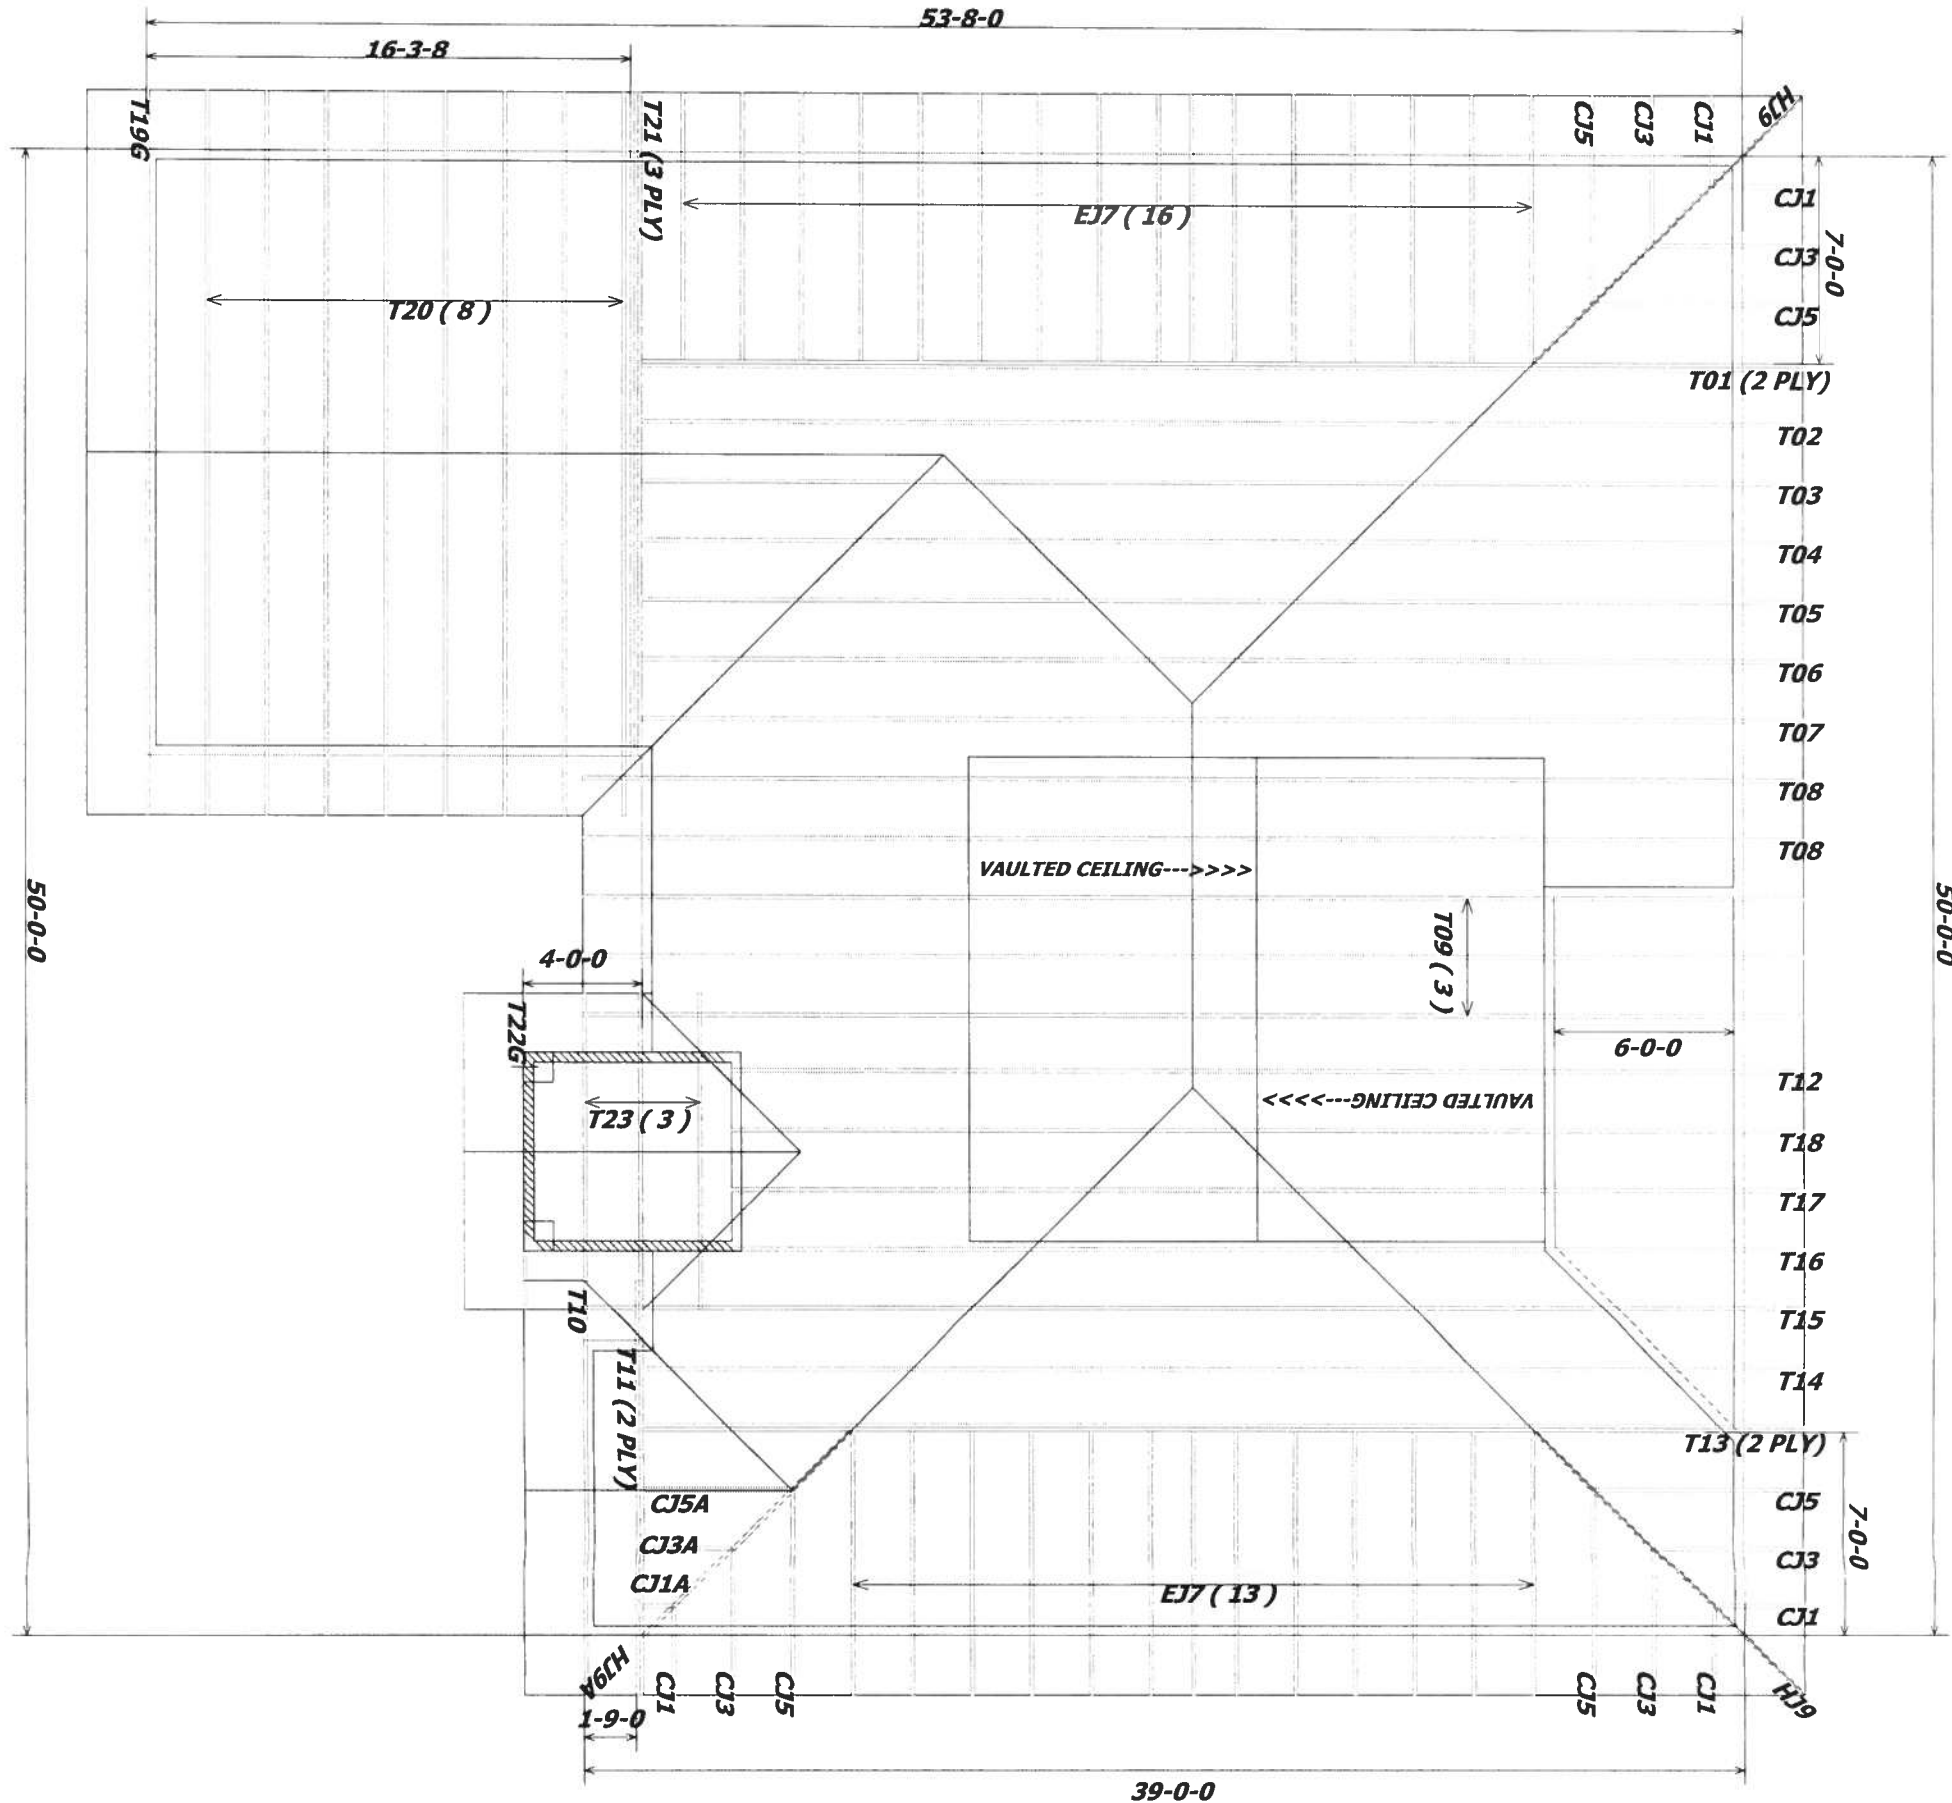 53-8-0
16-3-8
T19G
T21 (3 PLY)
CJ5
CJ3
CJ1
HJ9
EJ7 ( 16 )
T20 ( 8 )
CJ1
CJ3
CJ5
7-0-0
T01 (2 PLY)
T02
T03
T04
T05
T06
T07
T08
T08
VAULTED CEILING--->>>>
50-0-0
50-0-0
T09 ( 3 )
4-0-0
T22G
6-0-0
T23 ( 3 )
VAULTED CEILING--->>>>
T12
T18
T17
T16
T15
T14
T10
T11 (2 PLY)
T13 (2 PLY)
CJ5A
CJ3A
CJ1A
EJ7 ( 13 )
CJ5
CJ3
CJ1
7-0-0
HJ9A
CJ1
CJ3
CJ5
CJ5
CJ3
CJ1
HJ9
1-9-0
39-0-0